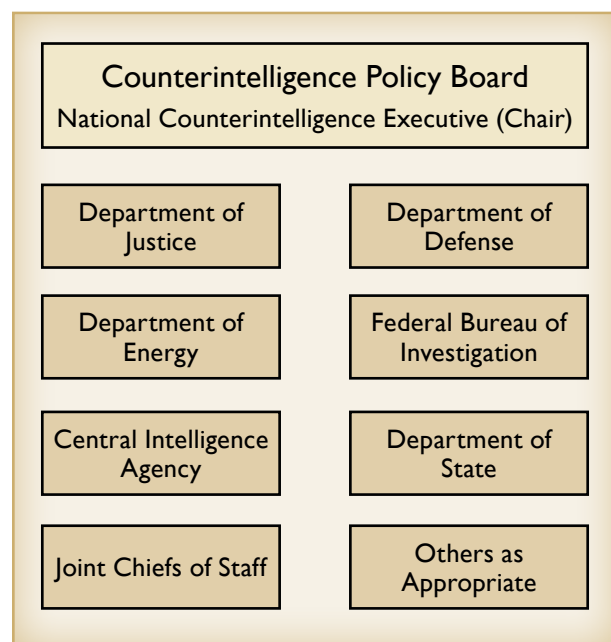 Counterintelligence Policy Board
National Counterintelligence Executive (Chair)
Department of
Justice
Department of
Defense
Department of
Energy
Federal Bureau of
Investigation
Central Intelligence
Agency
Department of
State
Joint Chiefs of Staff
Others as
Appropriate